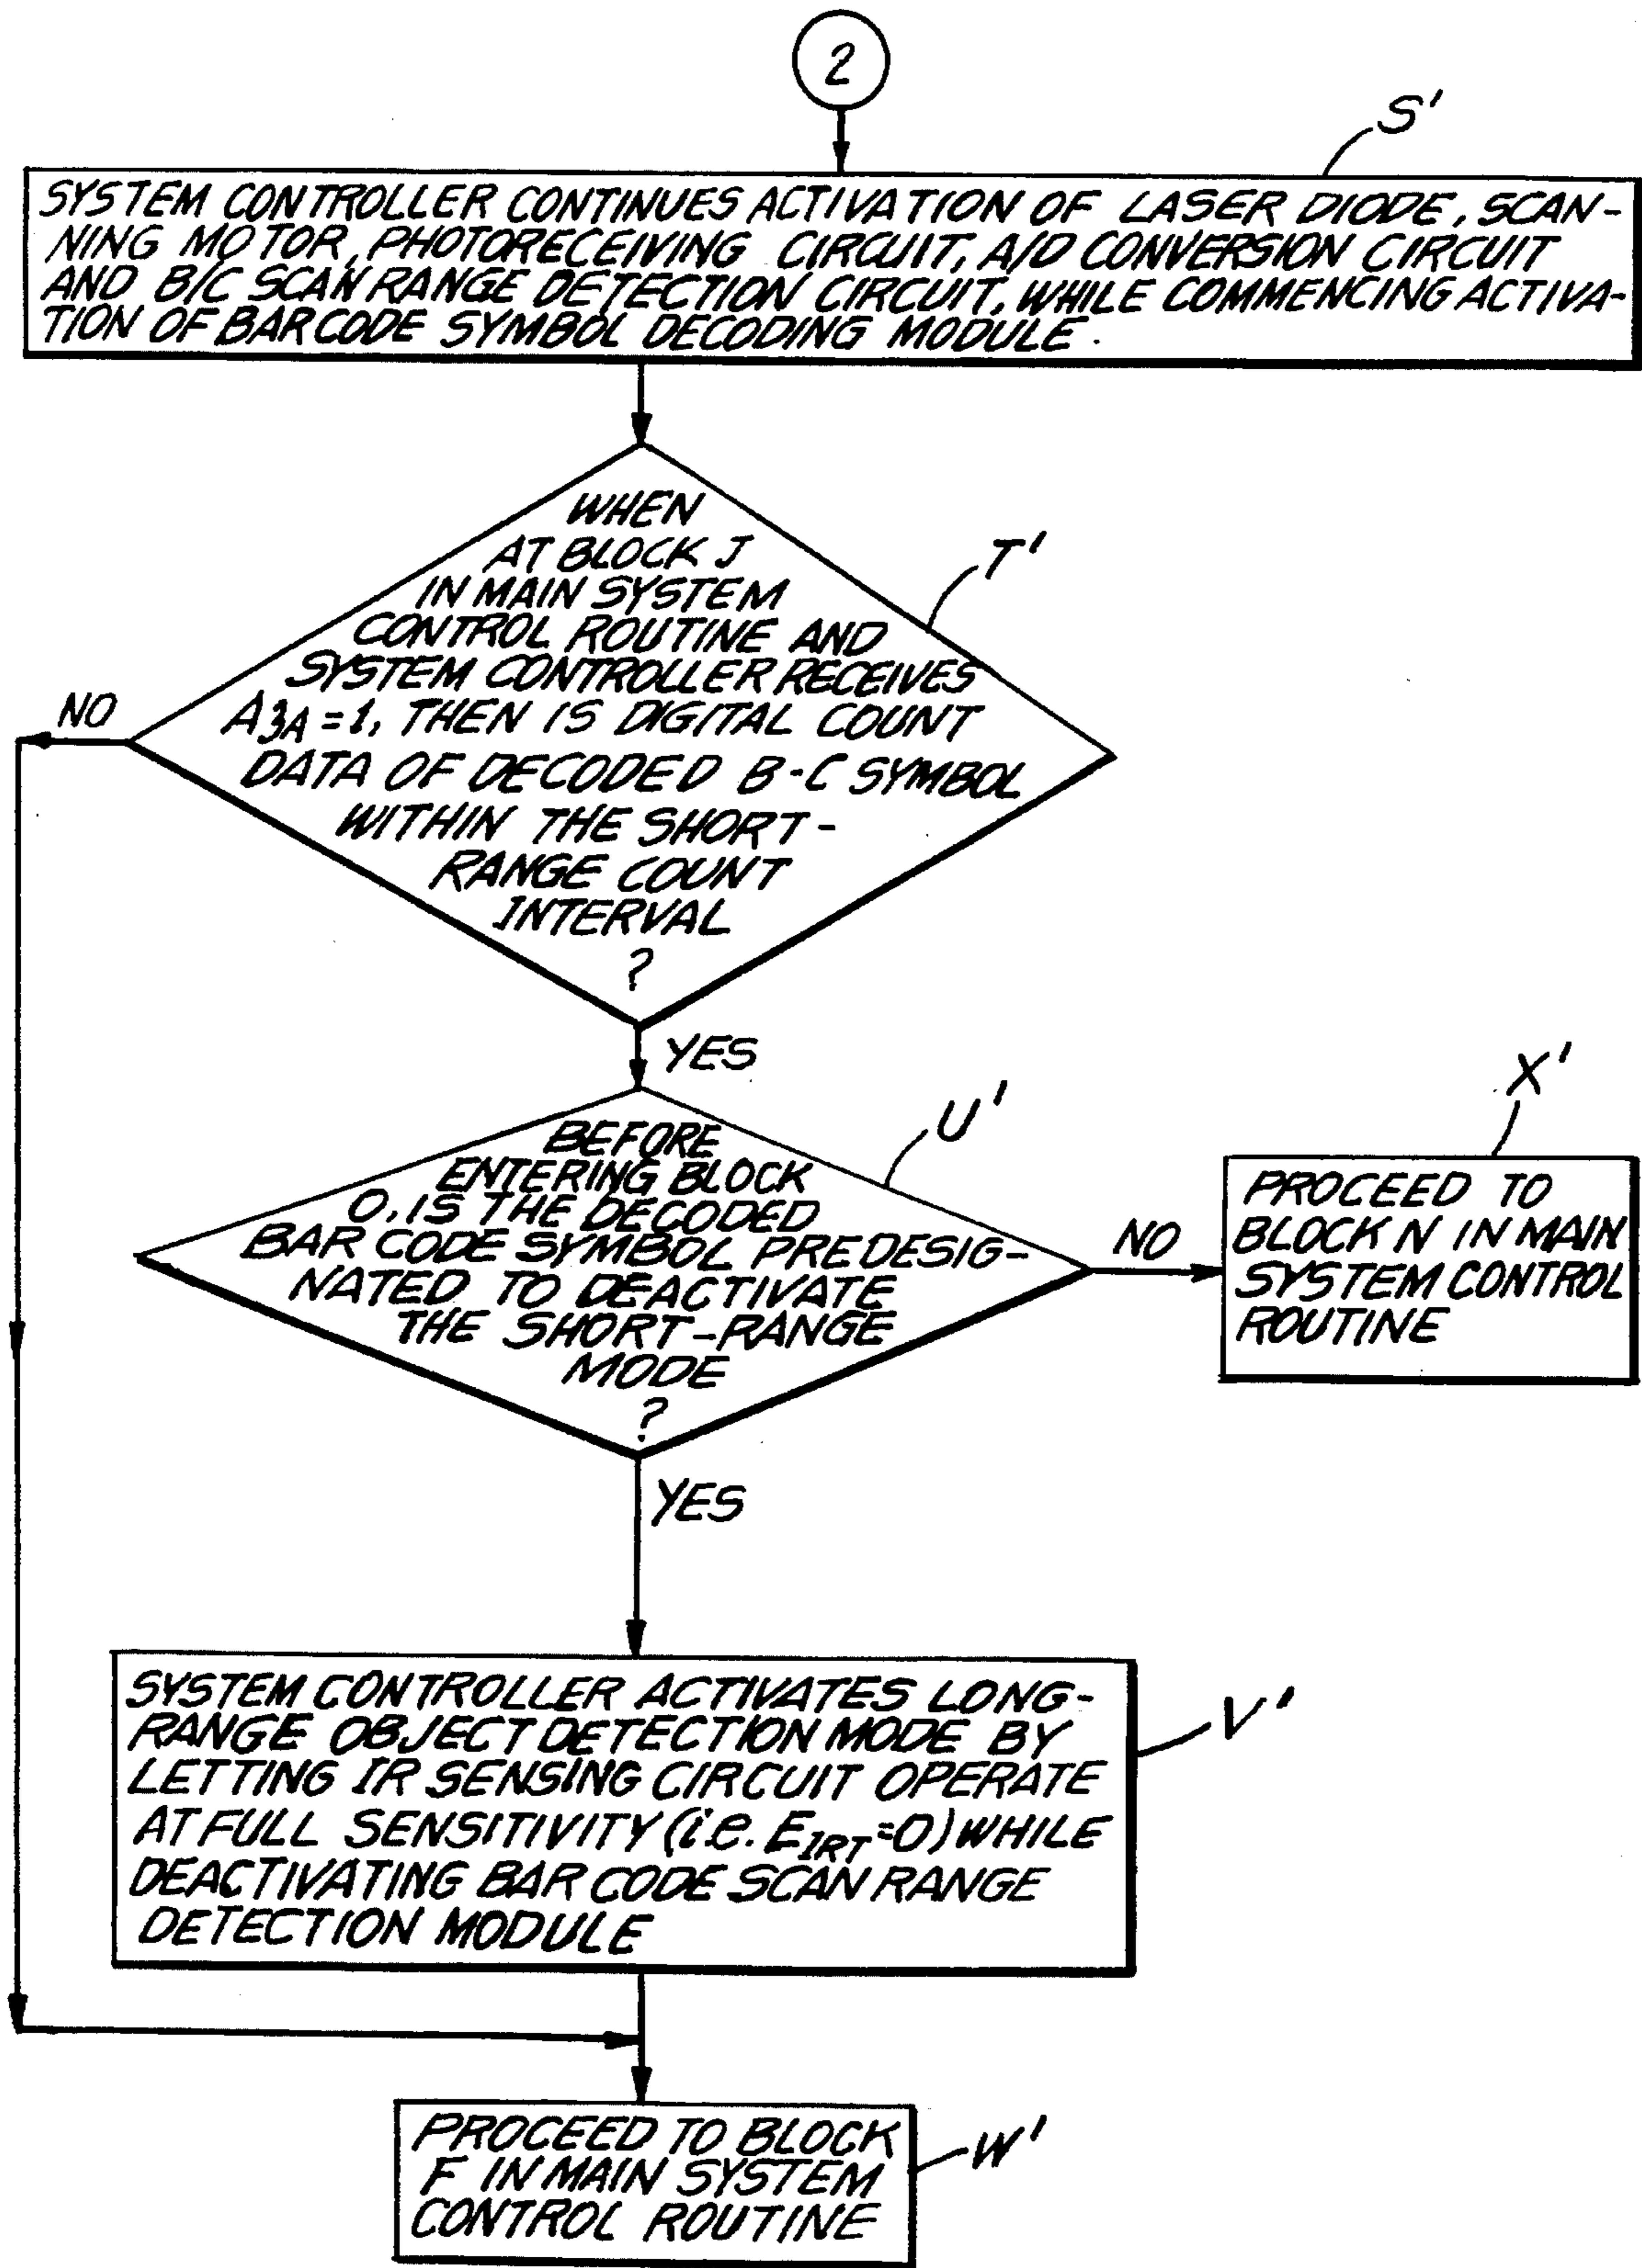 2
S'
SYSTEM CONTROLLER CONTINUES ACTIVATION OF LASER DIODE, SCAN-
NING MOTOR, PHOTORECEIVING CIRCUIT, A/D CONVERSION CIRCUIT
AND B/C SCAN RANGE DETECTION CIRCUIT, WHILE COMMENCING ACTIVA-
TION OF BAR CODE SYMBOL DECODING MODULE.
WHEN
AT BLOCK J
IN MAIN SYSTEM
CONTROL ROUTINE AND
SYSTEM CONTROLLER RECEIVES
A3A = 1, THEN IS DIGITAL COUNT
DATA OF DECODED B-C SYMBOL
WITHIN THE SHORT-
RANGE COUNT
INTERVAL
?
T'
NO
YES
BEFORE
ENTERING BLOCK
O, IS THE DECODED
BAR CODE SYMBOL PREDESIG-
NATED TO DEACTIVATE
THE SHORT-RANGE
MODE
?
U'
NO
X'
PROCEED TO
BLOCK N IN MAIN
SYSTEM CONTROL
ROUTINE
YES
SYSTEM CONTROLLER ACTIVATES LONG-
RANGE OBJECT DETECTION MODE BY
LETTING IR SENSING CIRCUIT OPERATE
AT FULL SENSITIVITY (i.e. EIRT=0) WHILE
DEACTIVATING BAR CODE SCAN RANGE
DETECTION MODULE
V'
PROCEED TO BLOCK
F IN MAIN SYSTEM
CONTROL ROUTINE
W'